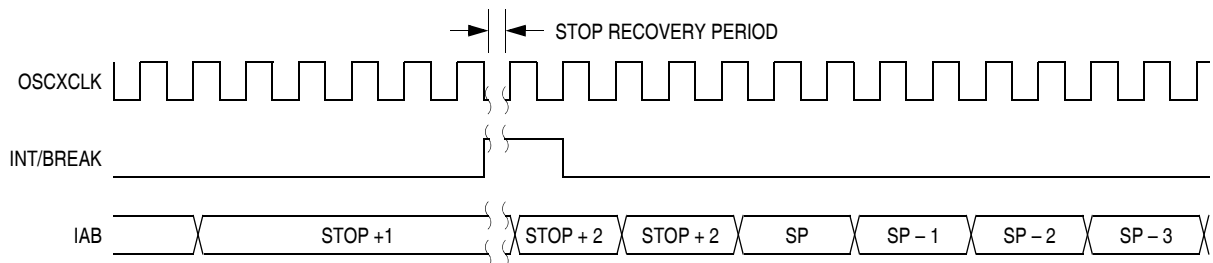 STOP RECOVERY PERIOD
OSCXCLK
INT/BREAK
IAB
STOP +1
STOP + 2
STOP + 2
SP
SP – 1
SP – 2
SP – 3